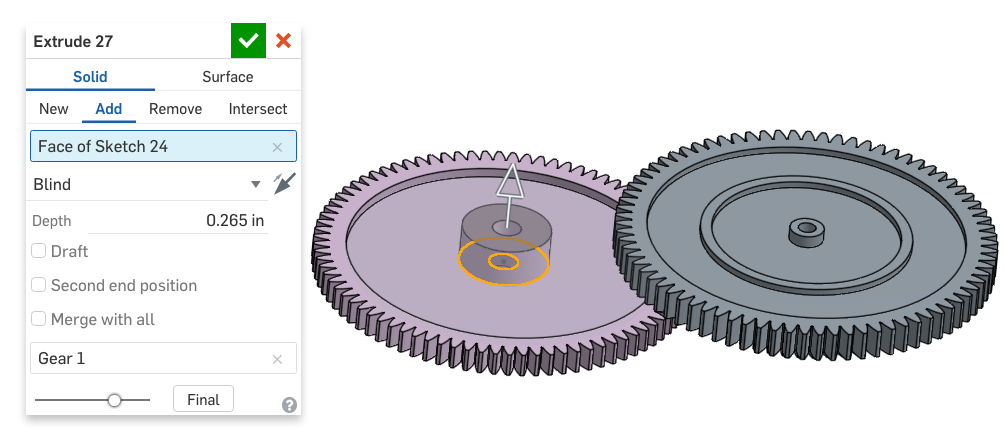 Extrude 27
Solid Surface
New Add Remove Intersect
Face of Sketch 24
Blind
Depth 0.265 in
Draft
Second end position
Merge with all
Gear 1
Final